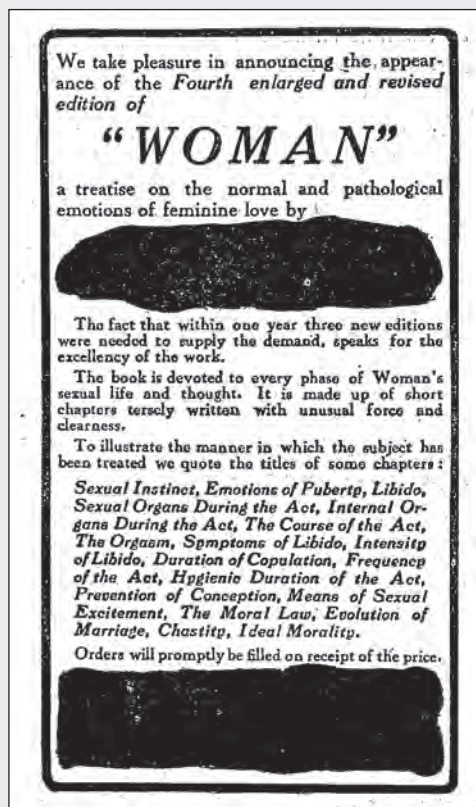 We take pleasure in announcing the appear-
ance of the Fourth enlarged and revised
edition of
“WOMAN”
a treatise on the normal and pathological
emotions of feminine love by
The fact that within one year three new editions
were needed to supply the demand, speaks for the
excellency of the work.
The book is devoted to every phase of Woman's
sexual life and thought. It is made up of short
chapters tersely written with unusual force and
clearness.
To illustrate the manner in which the subject has
been treated we quote the titles of some chapters:
Sexual Instinct, Emotions of Puberty, Libido,
Sexual Organs During the Act, Internal Or-
gans During the Act, The Course of the Act,
The Orgasm, Symptoms of Libido, Intensity
of Libido, Duration of Copulation, Frequency
of the Act, Hygienic Duration of the Act,
Prevention of Conception, Means of Sexual
Excitement, The Moral Law, Evolution of
Marriage, Chastity, Ideal Morality.
Orders will promptly be filled on receipt of the price.